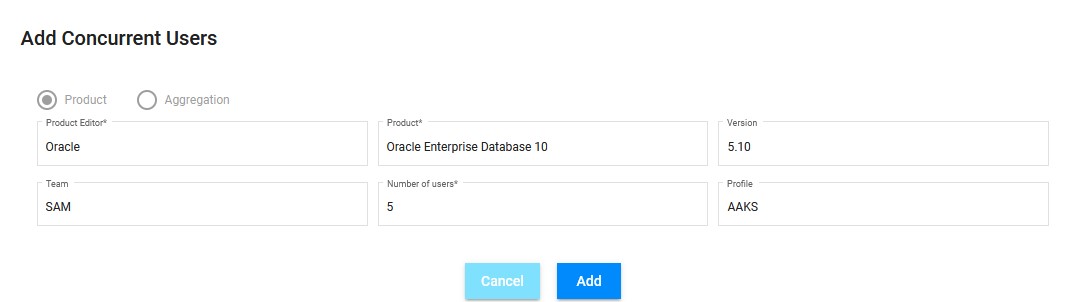 Add Concurrent Users
Product Aggregation
Product Editor* Product* Version
Oracle Oracle Enterprise Database 10 5.10
Team Number of users* Profile
SAM 5 AAKS
Cancel Add